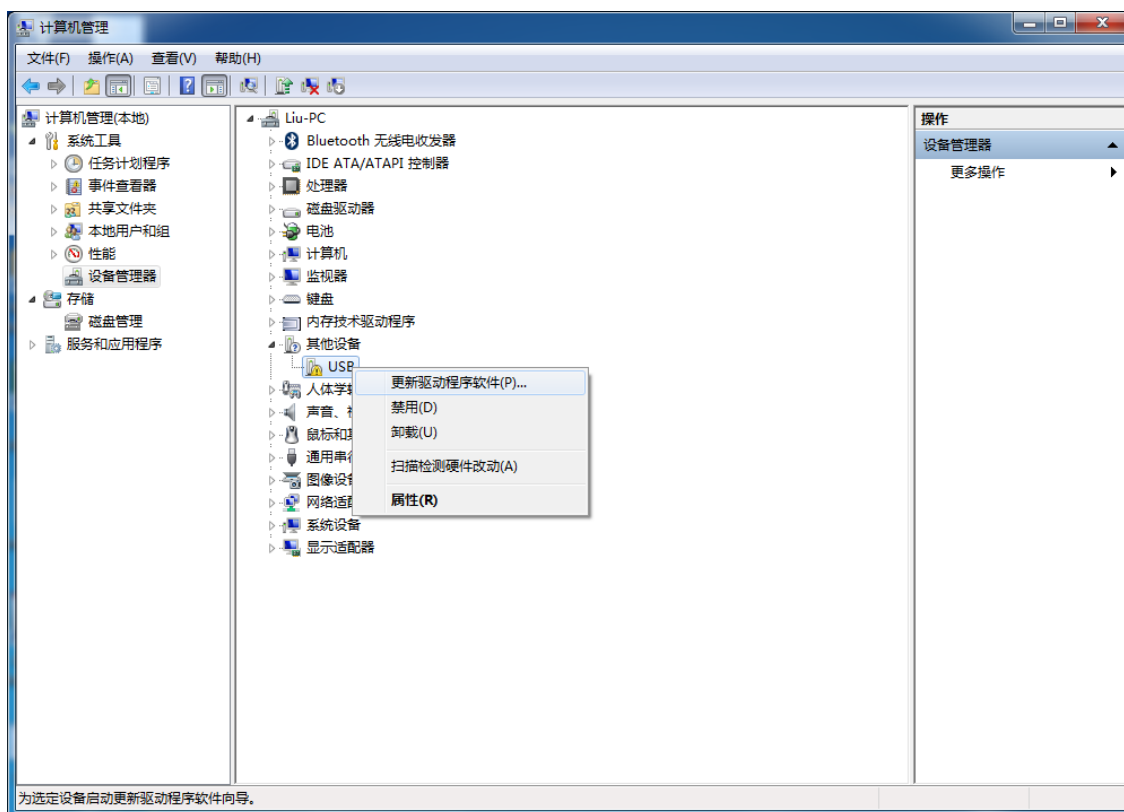 计算机管理
文件(F) 操作(A) 查看(V) 帮助(H)
计算机管理(本地)
系统工具
任务计划程序
事件查看器
共享文件夹
本地用户和组
性能
设备管理器
存储
磁盘管理
服务和应用程序
Liu-PC
Bluetooth 无线电收发器
IDE ATA/ATAPI 控制器
处理器
磁盘驱动器
电池
计算机
监视器
键盘
内存技术驱动程序
其他设备
USB
人体学
声音、
鼠标和
通用串
图像设
网络适
系统设备
显示适配器
更新驱动程序软件(P)...
禁用(D)
卸载(U)
扫描检测硬件改动(A)
属性(R)
操作
设备管理器
更多操作
为选定设备启动更新驱动程序软件向导。